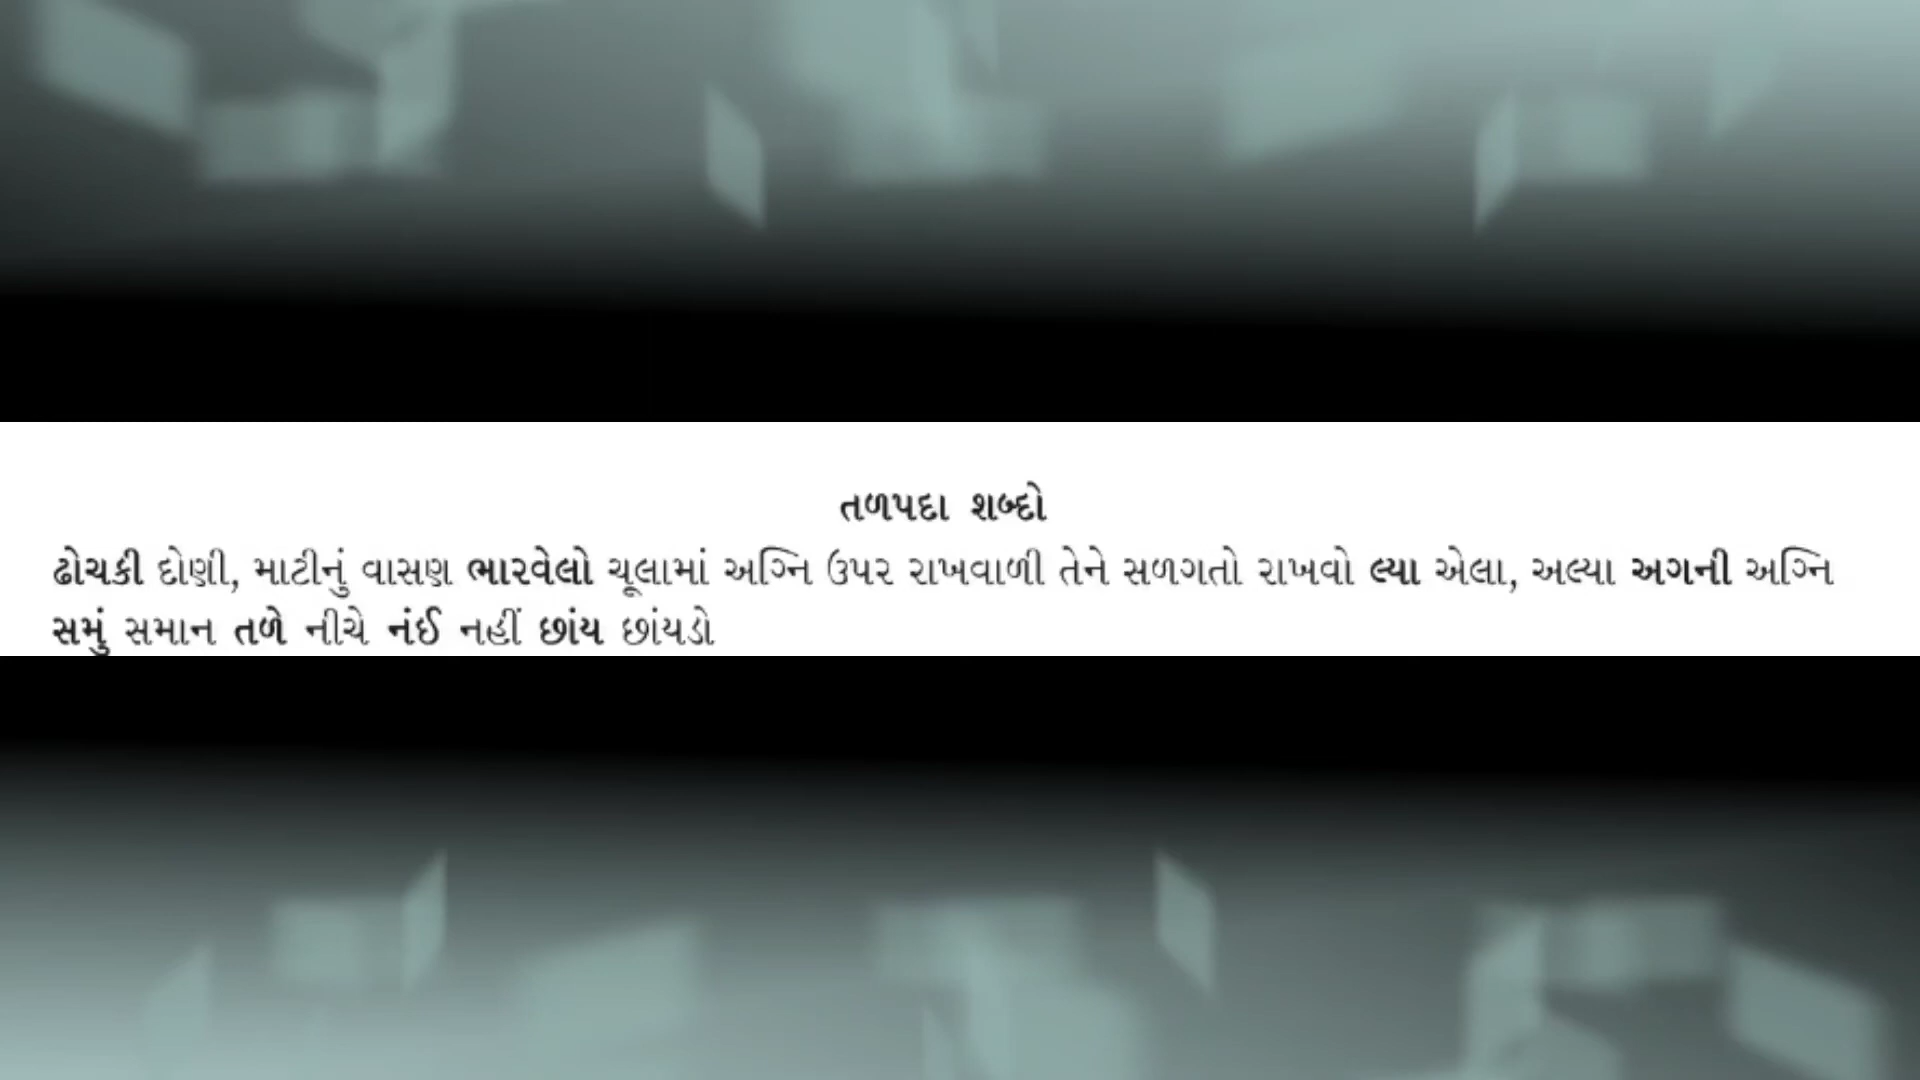 તળપદા શબ્દો
ઢોચકી દોણી, માટીનું વાસણ ભારવેલો ચૂલામાં અગ્નિ ઉપર રાખવાળી તેને સળગતો રાખવો લ્યા એલા, અલ્યા અગની અગ્નિ
સમું સમાન તળે નીચે નંઈ નહીં છાંય છાંયડો